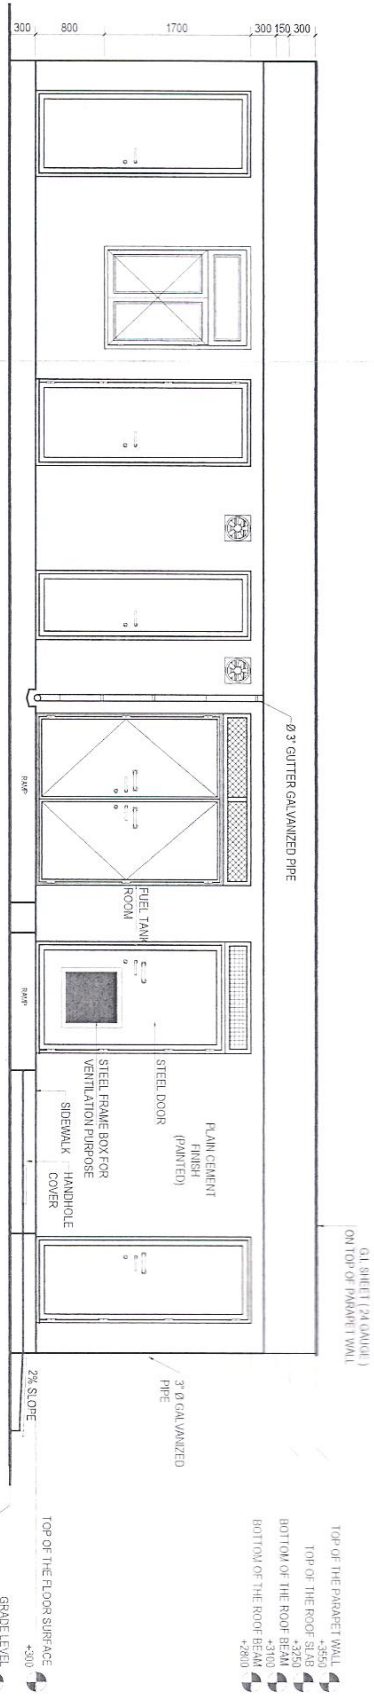 300
800
1700
300
150
300
Ø 3" GUTTER GALVANIZED PIPE
RAMP
FUEL TANK
ROOM
RAMP
STEEL DOOR
STEEL FRAME BOX FOR
VENTILATION PURPOSE
PLAIN CEMENT
FINISH
(PAINTED)
SIDEWALK
HANDHOLE
COVER
G.I. SHEET ( 24 GAUGE )
ON TOP OF PARAPET WALL
3" Ø GALVANIZED
PIPE
2% SLOPE
TOP OF THE PARAPET WALL
+3550
TOP OF THE ROOF SLAB
+3250
BOTTOM OF THE ROOF BEAM
+3100
BOTTOM OF THE ROOF BEAM
+2800
TOP OF THE FLOOR SURFACE
+300
GRADE LEVEL